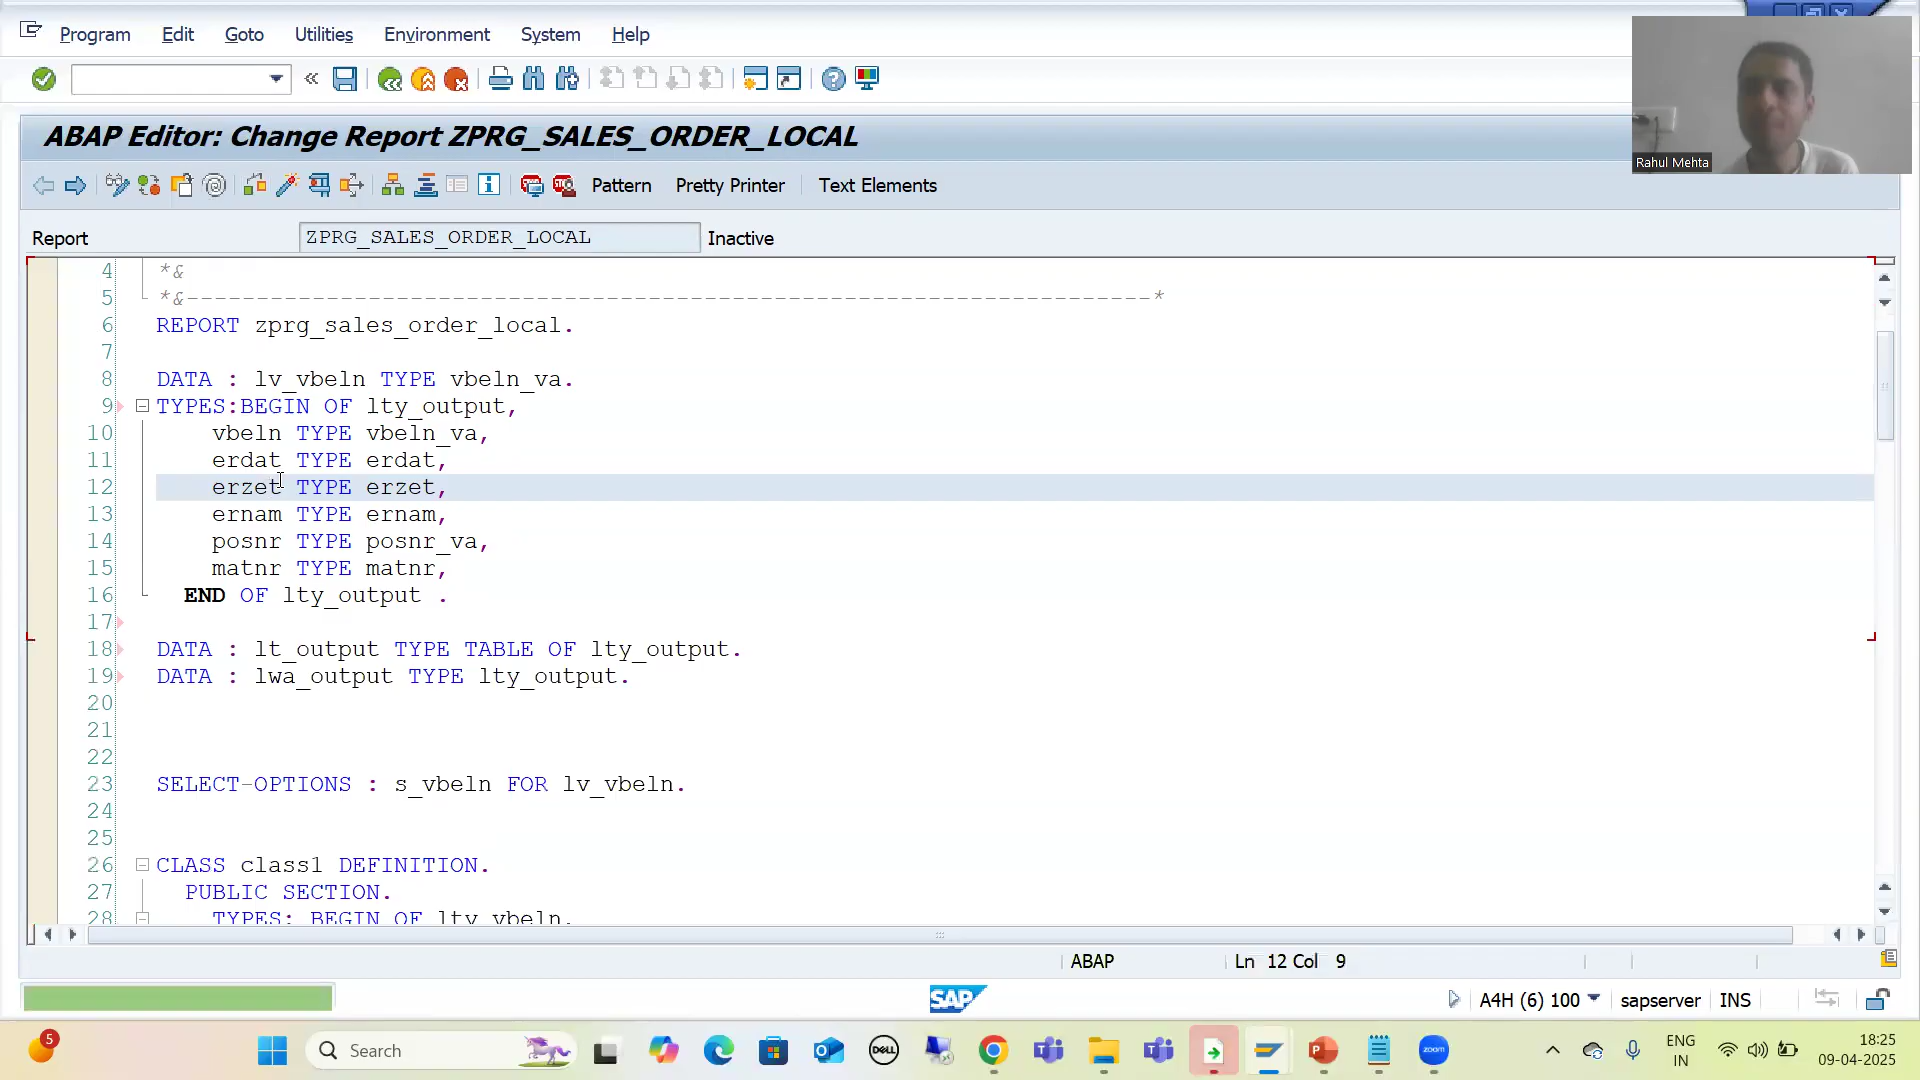 Program Edit Goto Utilities Environment System Help
Rahul Mehta
ABAP Editor: Change Report ZPRG_SALES_ORDER_LOCAL
Pattern Pretty Printer Text Elements
Report ZPRG_SALES_ORDER_LOCAL Inactive
4 *&
5 *&---------------------------------------------------------------------*
6 REPORT zprg_sales_order_local.
7
8 DATA : lv_vbeln TYPE vbeln_va.
9 TYPES:BEGIN OF lty_output,
10 vbeln TYPE vbeln_va,
11 erdat TYPE erdat,
12 erzet TYPE erzet,
13 ernam TYPE ernam,
14 posnr TYPE posnr_va,
15 matnr TYPE matnr,
16 END OF lty_output .
17
18 DATA : lt_output TYPE TABLE OF lty_output.
19 DATA : lwa_output TYPE lty_output.
20
21
22
23 SELECT-OPTIONS : s_vbeln FOR lv_vbeln.
24
25
26 CLASS class1 DEFINITION.
27 PUBLIC SECTION.
28 TYPES: BEGIN OF lty_vbeln,
ABAP Ln 12 Col 9
SAP A4H (6) 100 sapserver INS
5 Search DELL zoom ENG IN 18:25 09-04-2025